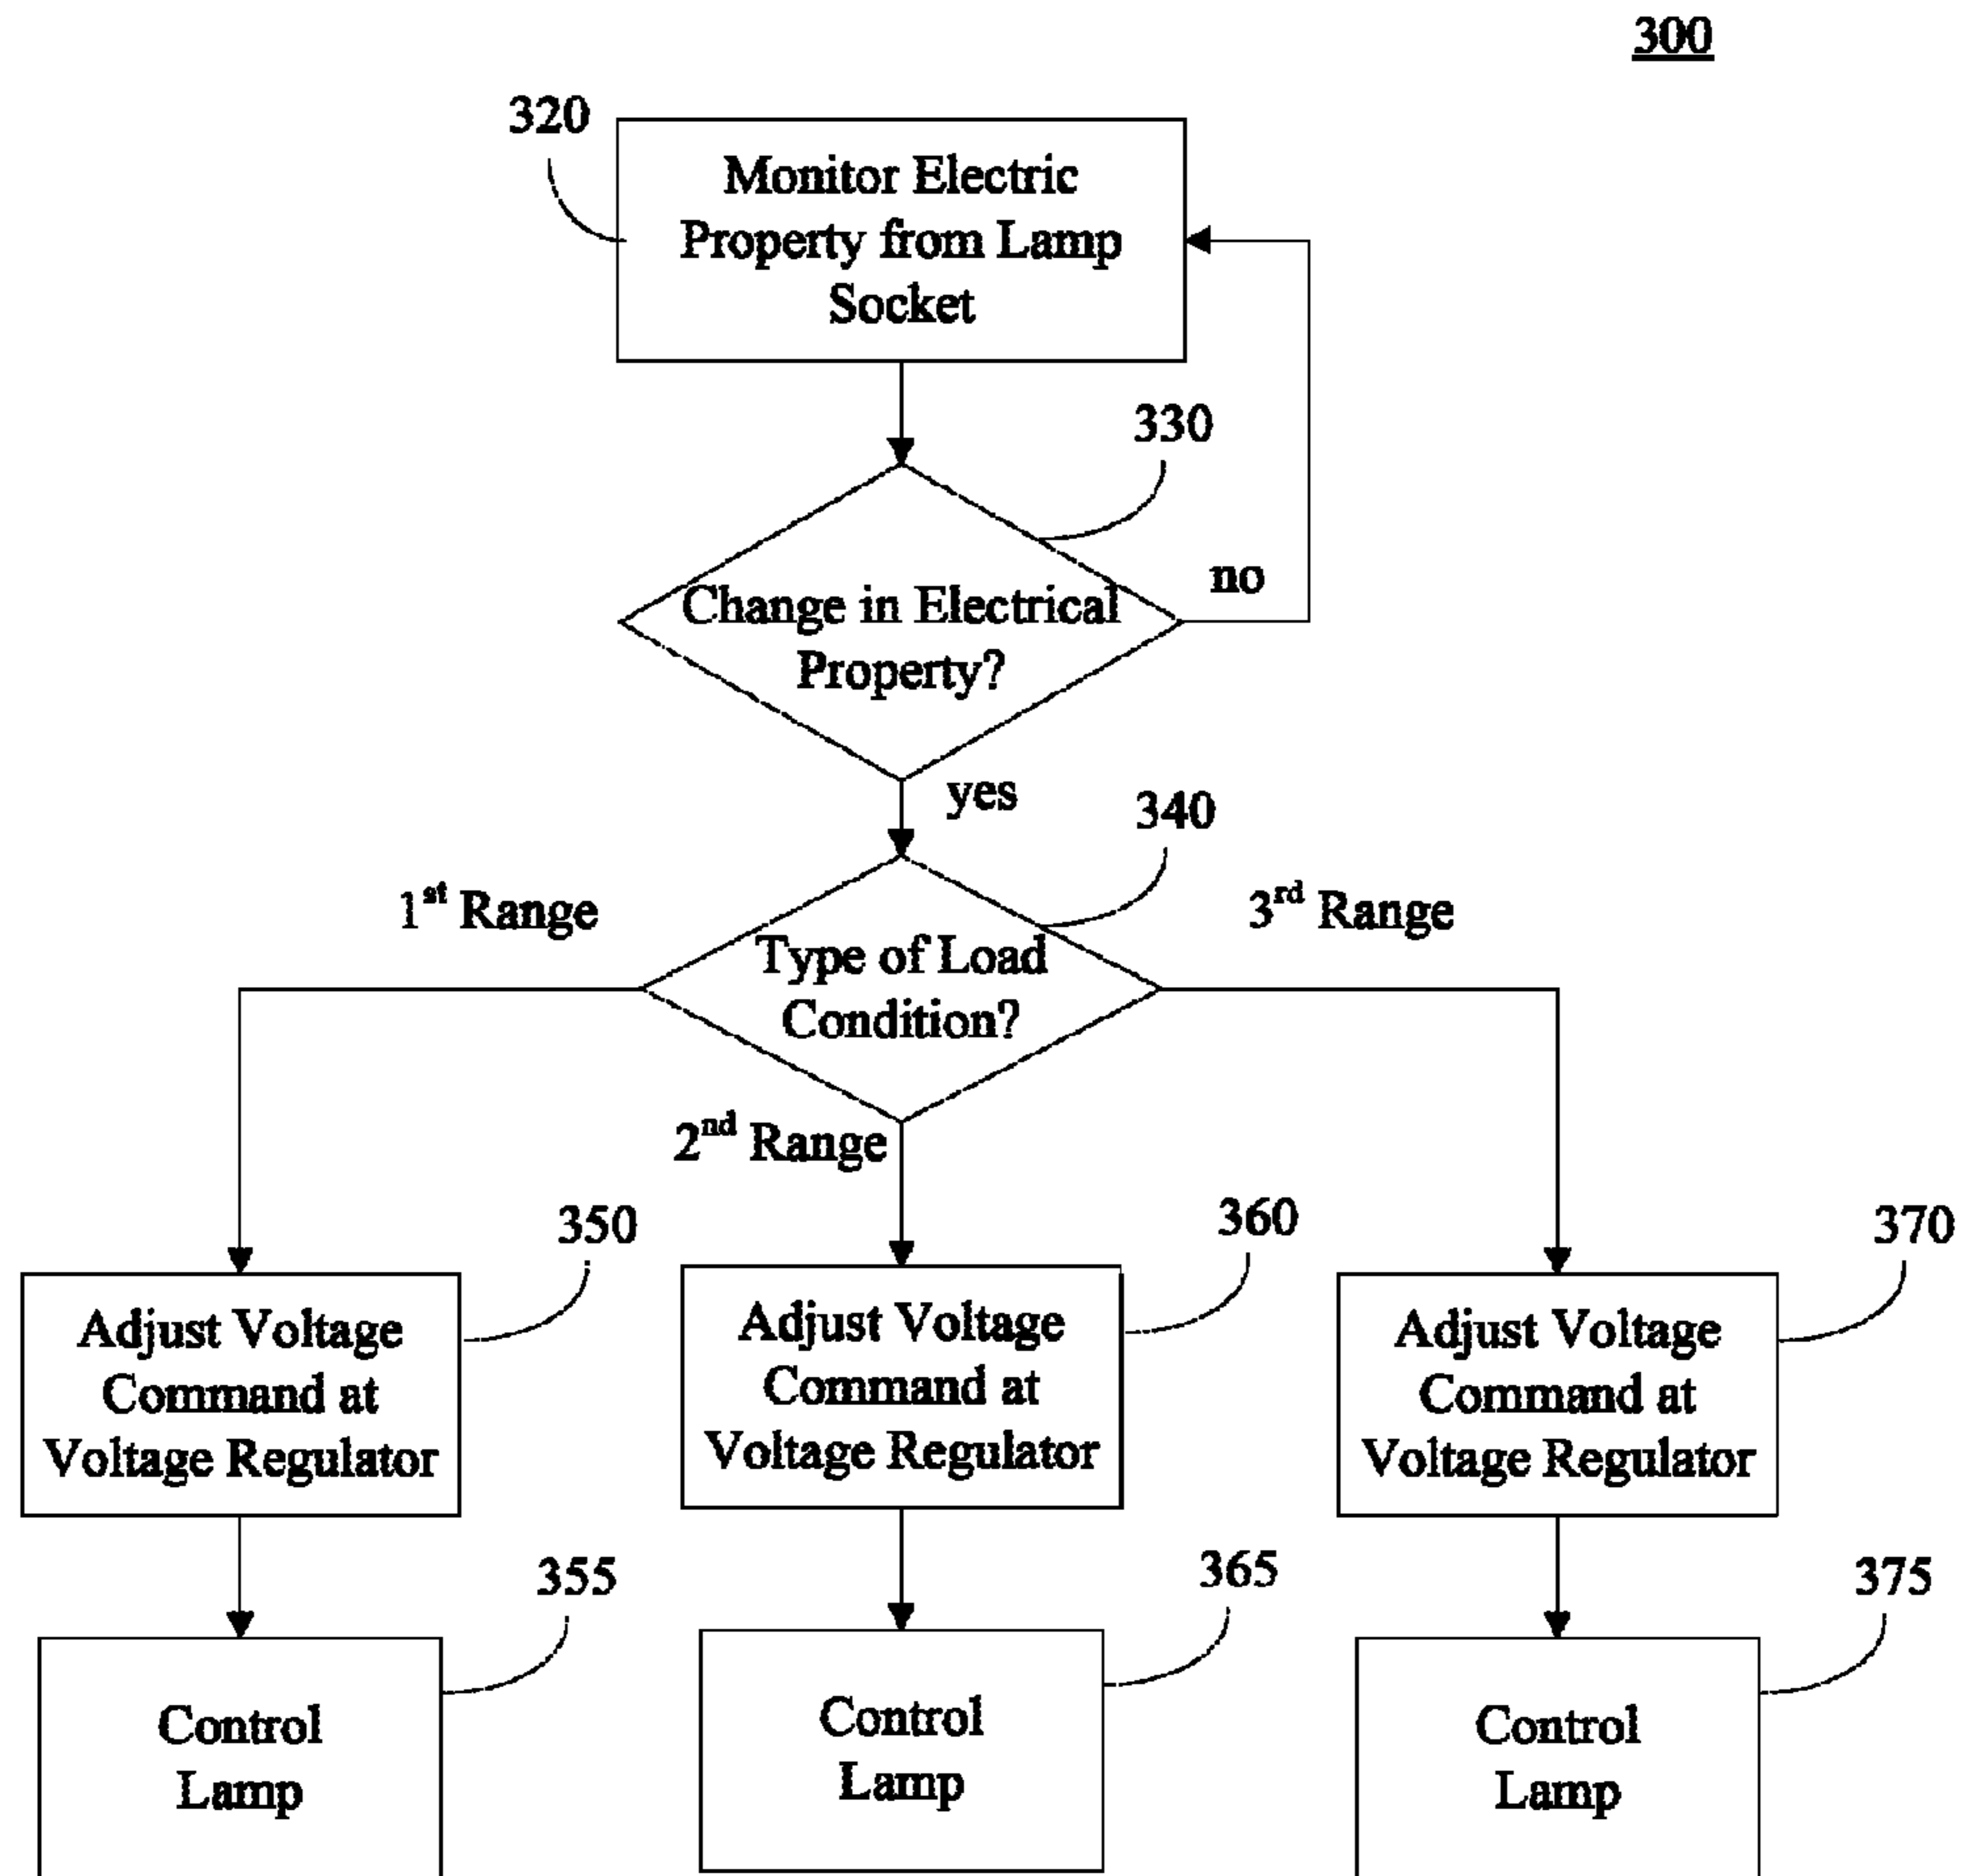 300
320
Monitor Electric
Property from Lamp
Socket
330
Change in Electrical
Property?
no
yes
340
1st Range
3rd Range
Type of Load
Condition?
2nd Range
350
360
370
Adjust Voltage
Command at
Voltage Regulator
Adjust Voltage
Command at
Voltage Regulator
Adjust Voltage
Command at
Voltage Regulator
355
365
375
Control
Lamp
Control
Lamp
Control
Lamp